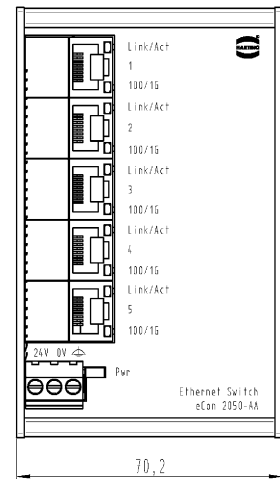 Link/Act
HARTING
1
100/1G
Link/Act
2
100/1G
Link/Act
3
100/1G
Link/Act
4
100/1G
Link/Act
5
100/1G
24V 0V
Pwr
Ethernet Switch
eCon 2050-AA
70,2